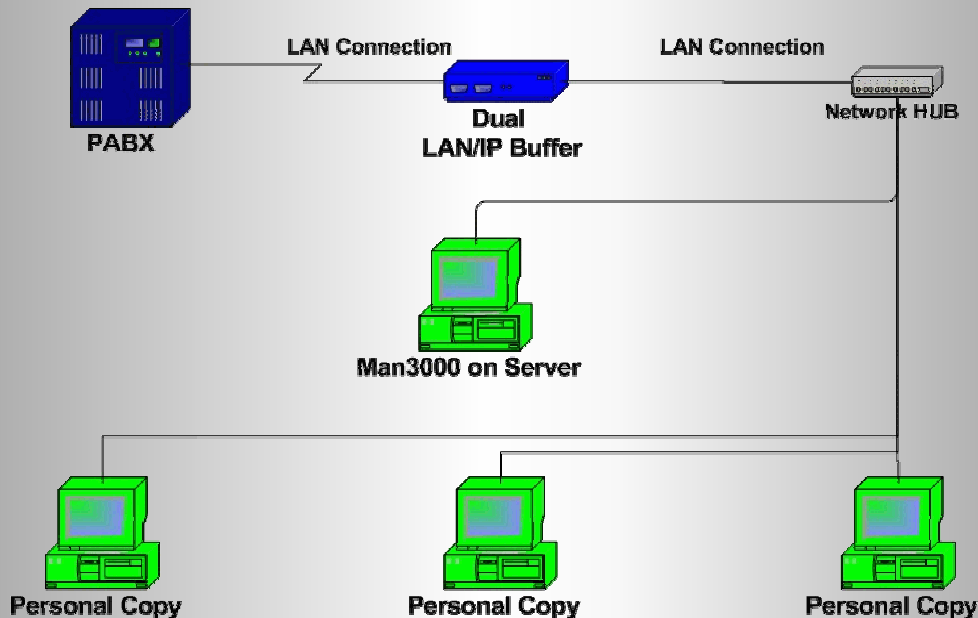 LAN Connection
LAN Connection
PABX
Dual
LAN/IP Buffer
Network HUB
Man3000 on Server
Personal Copy
Personal Copy
Personal Copy